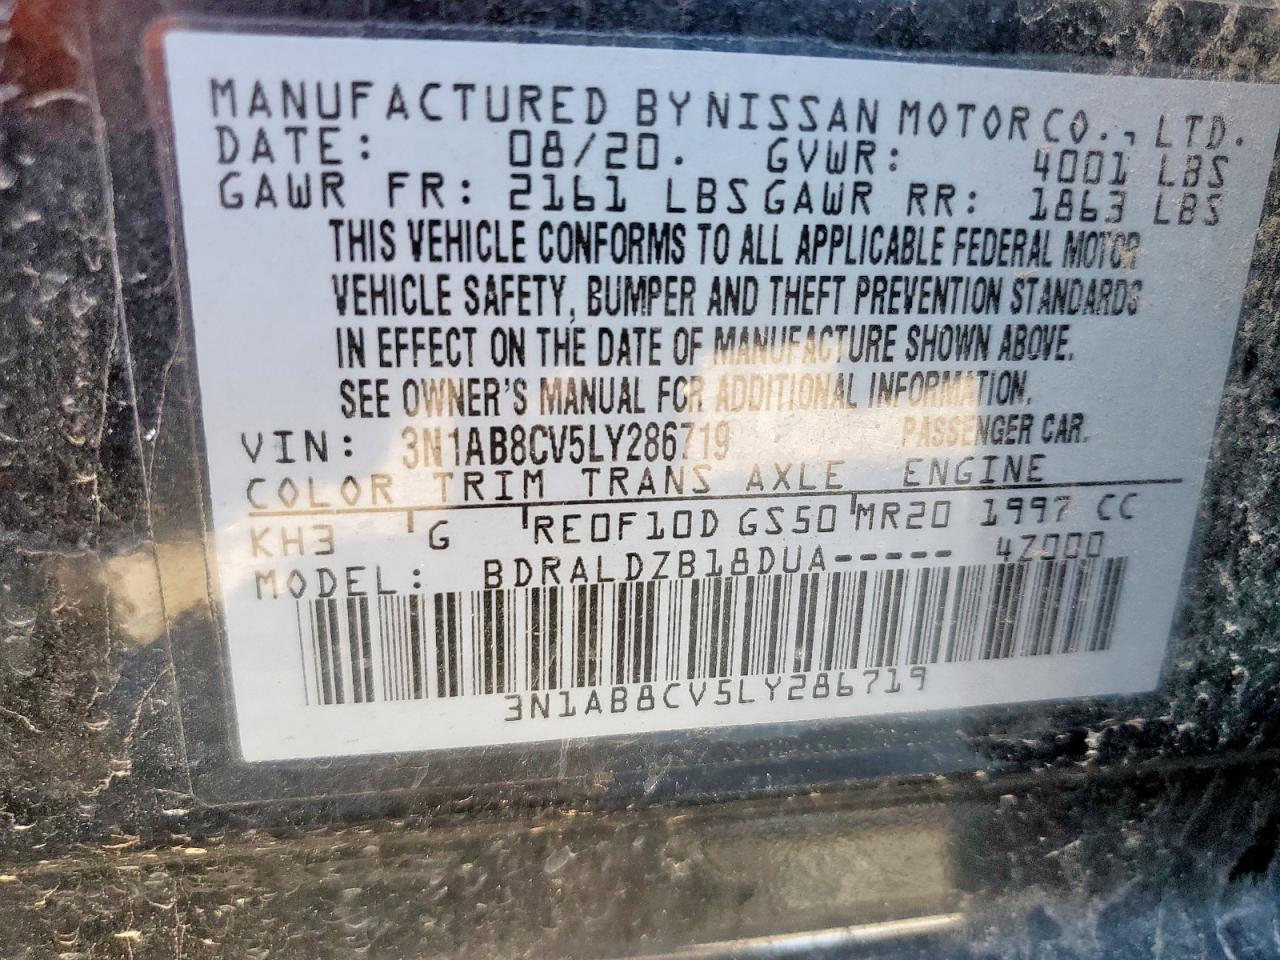 MANUFACTURED BY NISSAN MOTOR CO., LTD.
DATE: 08/20. GVWR: 4001 LBS
GAWR FR: 2161 LBS GAWR RR: 1863 LBS
THIS VEHICLE CONFORMS TO ALL APPLICABLE FEDERAL MOTOR
VEHICLE SAFETY, BUMPER AND THEFT PREVENTION STANDARDS
IN EFFECT ON THE DATE OF MANUFACTURE SHOWN ABOVE.
SEE OWNER'S MANUAL FOR ADDITIONAL INFORMATION.
VIN: 3N1AB8CV5LY286719 PASSENGER CAR.
COLOR TRIM TRANS AXLE ENGINE
KH3 G RE0F10D GS50 MR20 1997 CC
MODEL: BDRALDZB18DUA----- 4Z000
3N1AB8CV5LY286719